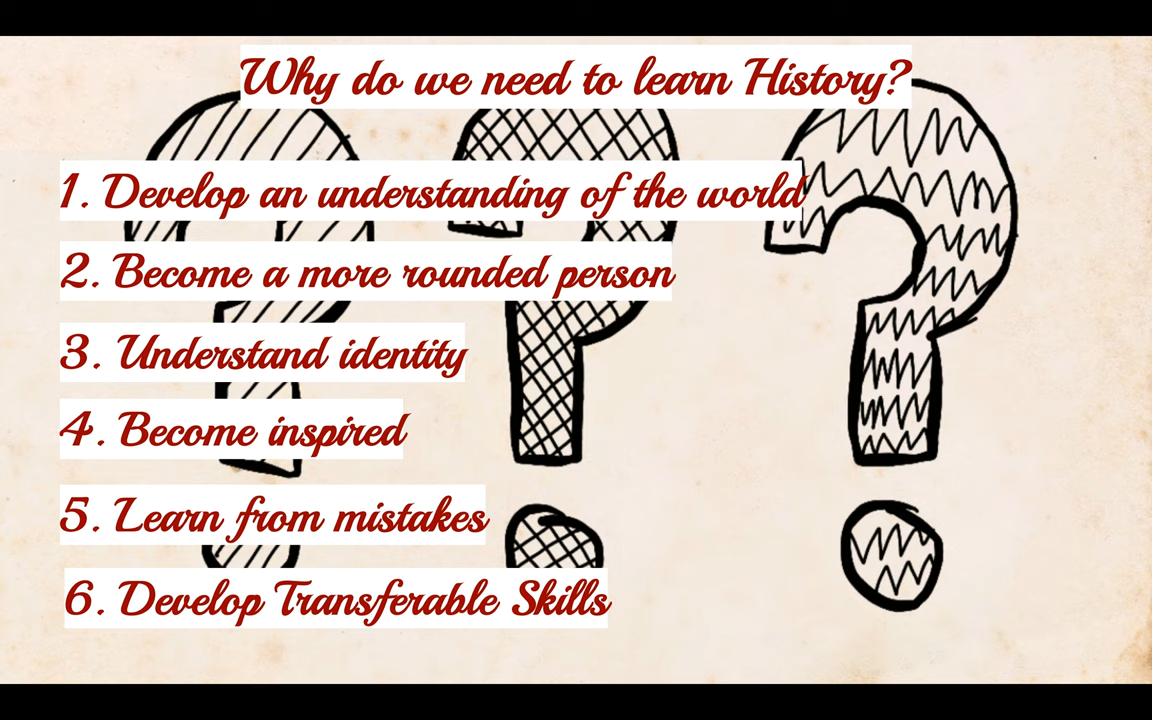 Why do we need to learn History?
1. Develop an understanding of the world
2. Become a more rounded person
3. Understand identity
4. Become inspired
5. Learn from mistakes
6. Develop Transferable Skills